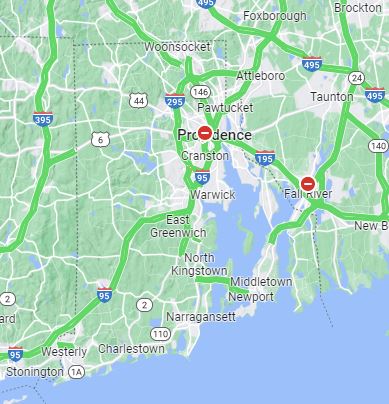 Brockton
495
Foxborough
Woonsocket
495
Attleboro
24
146
495
Taunton
44
295
Pawtucket
395
6
Providence
140
Cranston
195
95
Fall River
Warwick
East
Greenwich
New B
North
Kingstown
Middletown
95
Newport
2
2
Narragansett
ard
110
Charlestown
95
Westerly
Stonington
1A